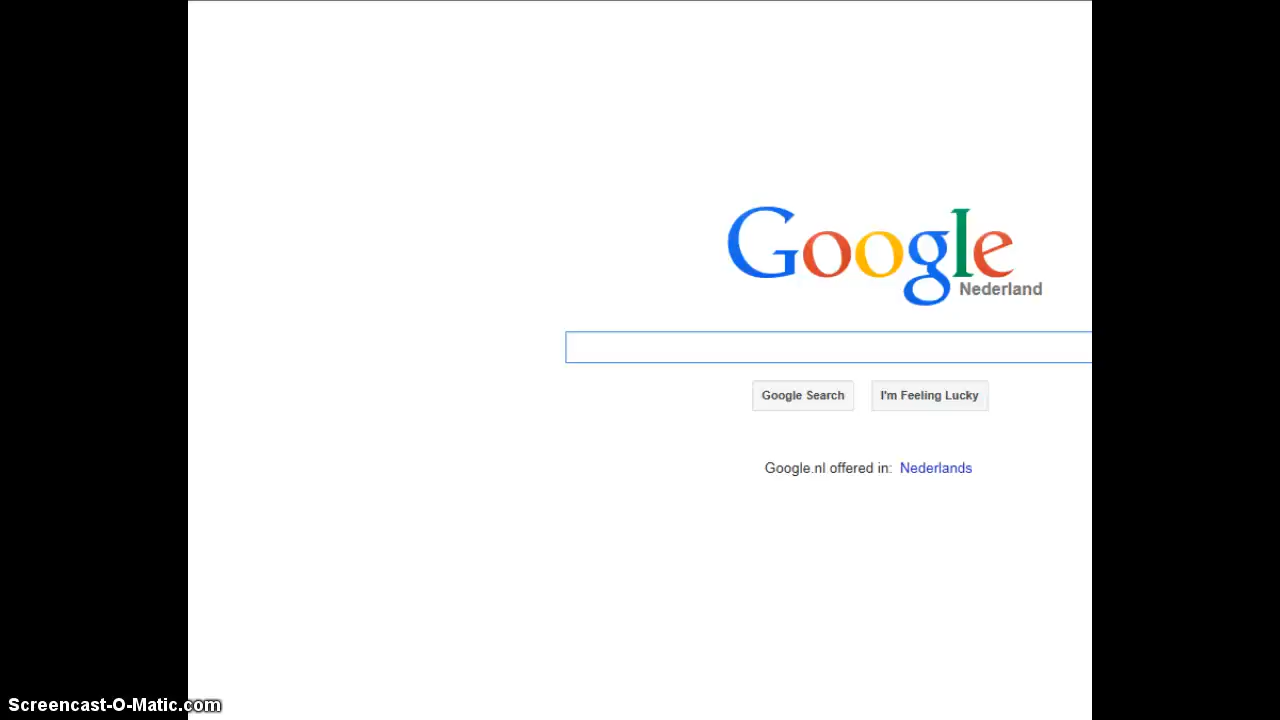 Google
Nederland
Google Search I'm Feeling Lucky
Google.nl offered in: Nederlands
Screencast-O-Matic.com